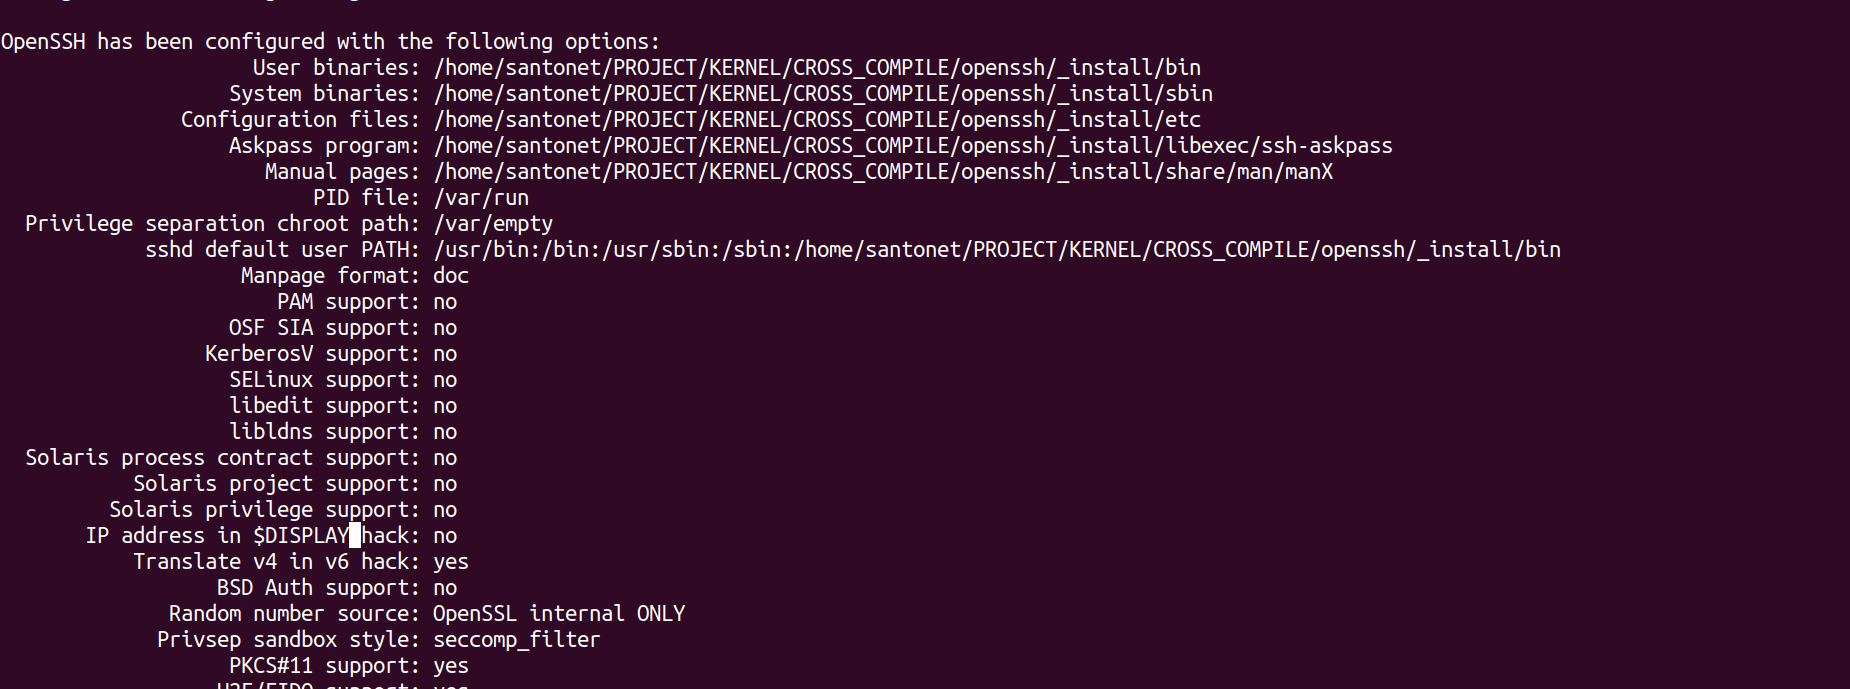 OpenSSH has been configured with the following options:
User binaries: /home/santonet/PROJECT/KERNEL/CROSS_COMPILE/openssh/_install/bin
System binaries: /home/santonet/PROJECT/KERNEL/CROSS_COMPILE/openssh/_install/sbin
Configuration files: /home/santonet/PROJECT/KERNEL/CROSS_COMPILE/openssh/_install/etc
Askpass program: /home/santonet/PROJECT/KERNEL/CROSS_COMPILE/openssh/_install/libexec/ssh-askpass
Manual pages: /home/santonet/PROJECT/KERNEL/CROSS_COMPILE/openssh/_install/share/man/manX
PID file: /var/run
Privilege separation chroot path: /var/empty
sshd default user PATH: /usr/bin:/bin:/usr/sbin:/sbin:/home/santonet/PROJECT/KERNEL/CROSS_COMPILE/openssh/_install/bin
Manpage format: doc
PAM support: no
OSF SIA support: no
KerberosV support: no
SELinux support: no
libedit support: no
libldns support: no
Solaris process contract support: no
Solaris project support: no
Solaris privilege support: no
IP address in $DISPLAY hack: no
Translate v4 in v6 hack: yes
BSD Auth support: no
Random number source: OpenSSL internal ONLY
Privsep sandbox style: seccomp_filter
PKCS#11 support: yes
U2F/FIDO support: yes